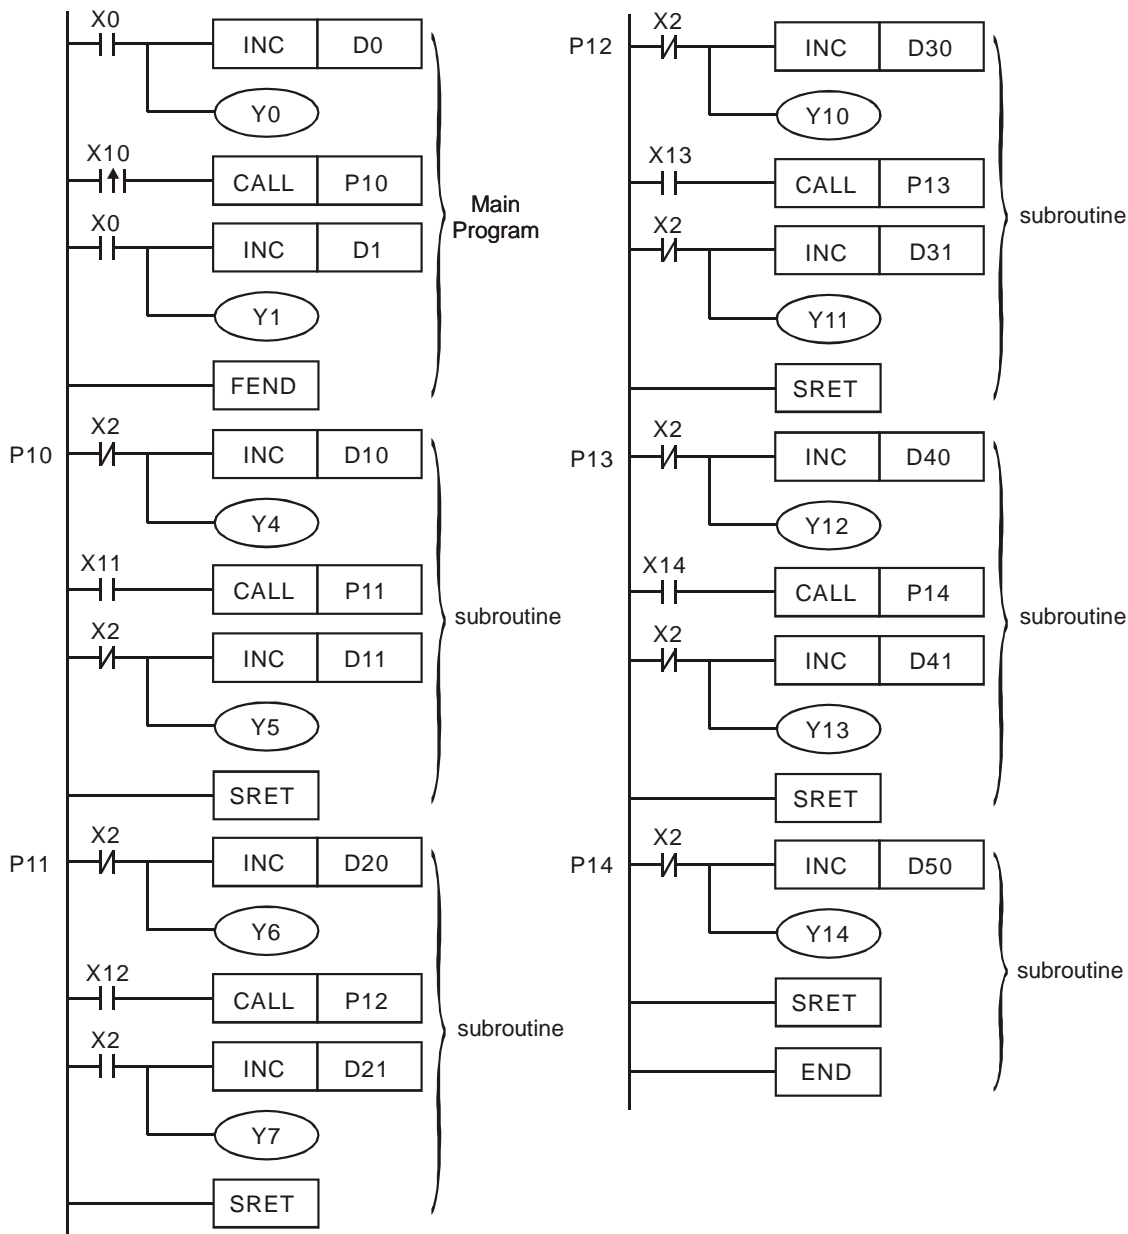 X0
INC D0
Y0
X10
CALL P10
X0
INC D1
Y1
FEND
Main
Program
P10
X2
INC D10
Y4
X11
CALL P11
X2
INC D11
Y5
SRET
subroutine
P11
X2
INC D20
Y6
X12
CALL P12
X2
INC D21
Y7
SRET
subroutine
P12
X2
INC D30
Y10
X13
CALL P13
X2
INC D31
Y11
SRET
subroutine
P13
X2
INC D40
Y12
X14
CALL P14
X2
INC D41
Y13
SRET
subroutine
P14
X2
INC D50
Y14
SRET
END
subroutine